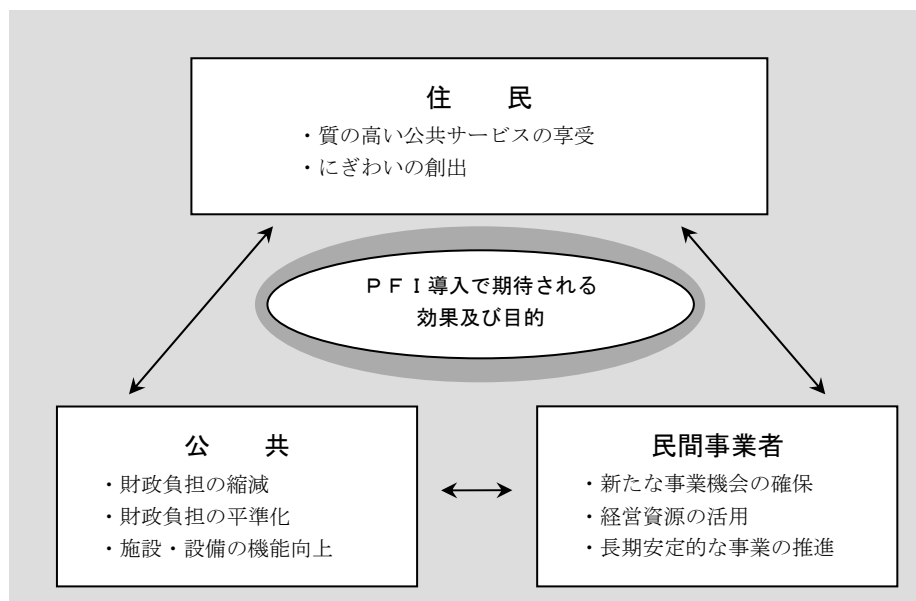 住　　民
・質の高い公共サービスの享受
・にぎわいの創出
ＰＦＩ導入で期待される
効果及び目的
公　　共
・財政負担の縮減
・財政負担の平準化
・施設・設備の機能向上
民間事業者
・新たな事業機会の確保
・経営資源の活用
・長期安定的な事業の推進